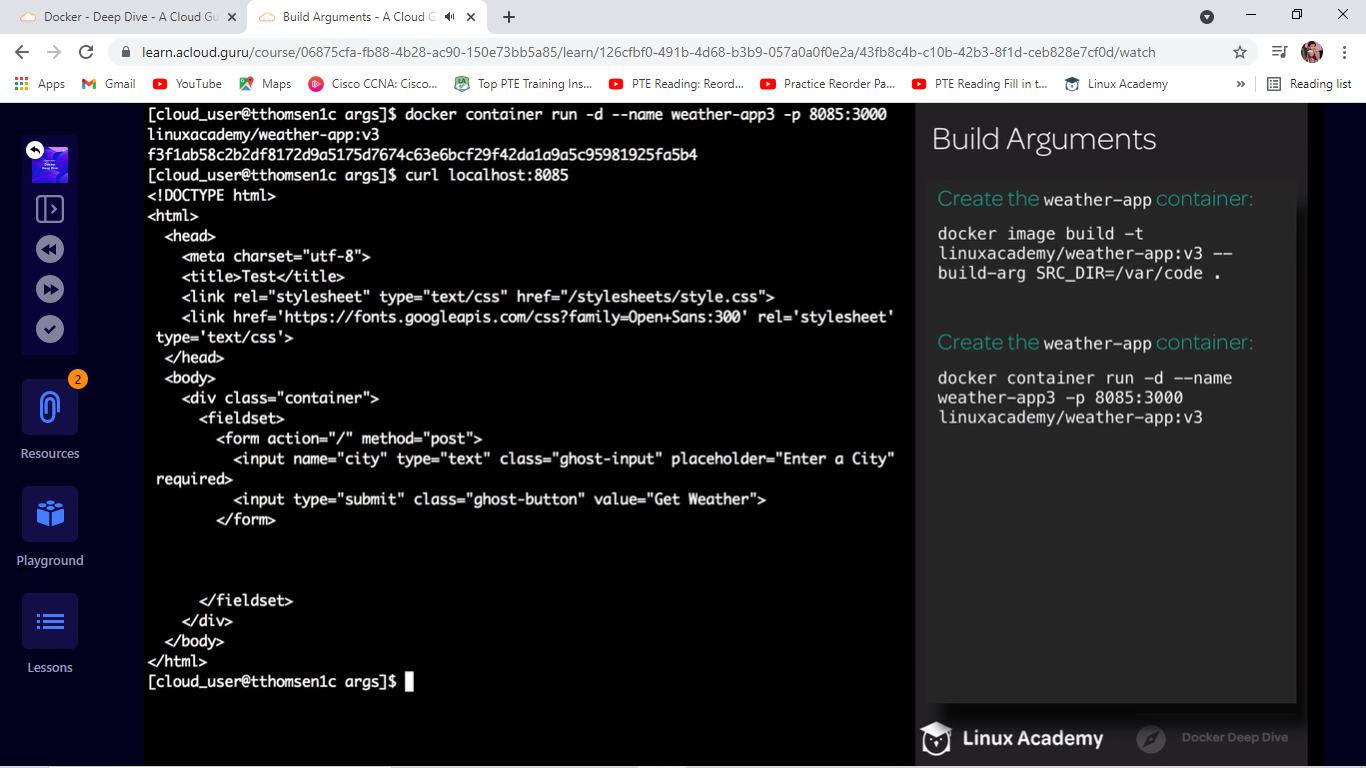 Docker - Deep Dive - A Cloud Gu
Build Arguments - A Cloud G
learn.acloud.guru/course/06875cfa-fb88-4b28-ac90-150e73bb5a85/learn/126cfbf0-491b-4d68-b3b9-057a0a0f0e2a/43fb8c4b-c10b-42b3-8f1d-ceb828e7cf0d/watch
Apps Gmail YouTube Maps Cisco CCNA: Cisco... Top PTE Training Ins... PTE Reading: Reord... Practice Reorder Pa... PTE Reading Fill in t... Linux Academy » Reading list
2
Resources
Playground
Lessons
[cloud_user@tthomsen1c args]$ docker container run -d --name weather-app3 -p 8085:3000
linuxacademy/weather-app:v3
f3f1ab58c2b2df8172d9a5175d7674c63e6bcf29f42da1a9a5c95981925fa5b4
[cloud_user@tthomsen1c args]$ curl localhost:8085
<!DOCTYPE html>
<html>
  <head>
    <meta charset="utf-8">
    <title>Test</title>
    <link rel="stylesheet" type="text/css" href="/stylesheets/style.css">
    <link href='https://fonts.googleapis.com/css?family=Open+Sans:300' rel='stylesheet'
 type='text/css'>
  </head>
  <body>
    <div class="container">
      <fieldset>
        <form action="/" method="post">
          <input name="city" type="text" class="ghost-input" placeholder="Enter a City"
 required>
          <input type="submit" class="ghost-button" value="Get Weather">
        </form>
      </fieldset>
    </div>
  </body>
</html>
[cloud_user@tthomsen1c args]$
Build Arguments
Create the weather-app container:
docker image build -t
linuxacademy/weather-app:v3 --
build-arg SRC_DIR=/var/code .
Create the weather-app container:
docker container run -d --name
weather-app3 -p 8085:3000
linuxacademy/weather-app:v3
Linux Academy
Docker Deep Dive